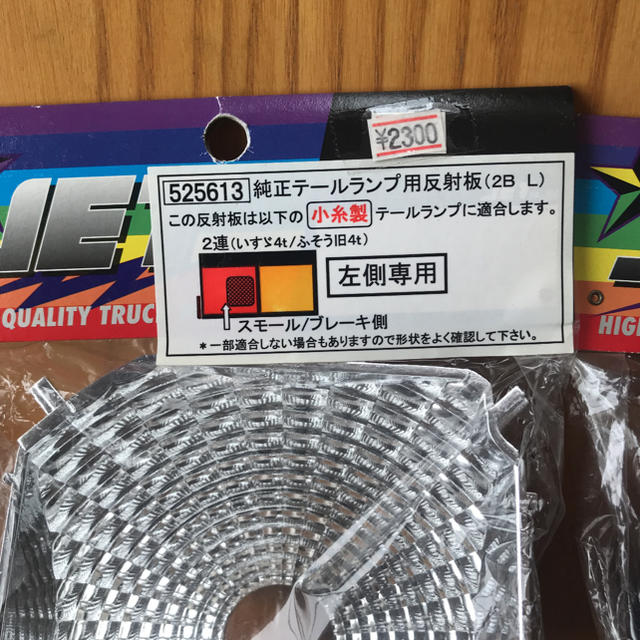 ¥2300
525613 純正テールランプ用反射板(2B L)
この反射板は以下の 小糸製 テールランプに適合します。
2連(いすゞ4t/ふそう旧4t)
左側専用
スモール/ブレーキ側
*一部適合しない場合もありますので形状をよく確認して下さい。
JET
QUALITY TRUC
HIGH